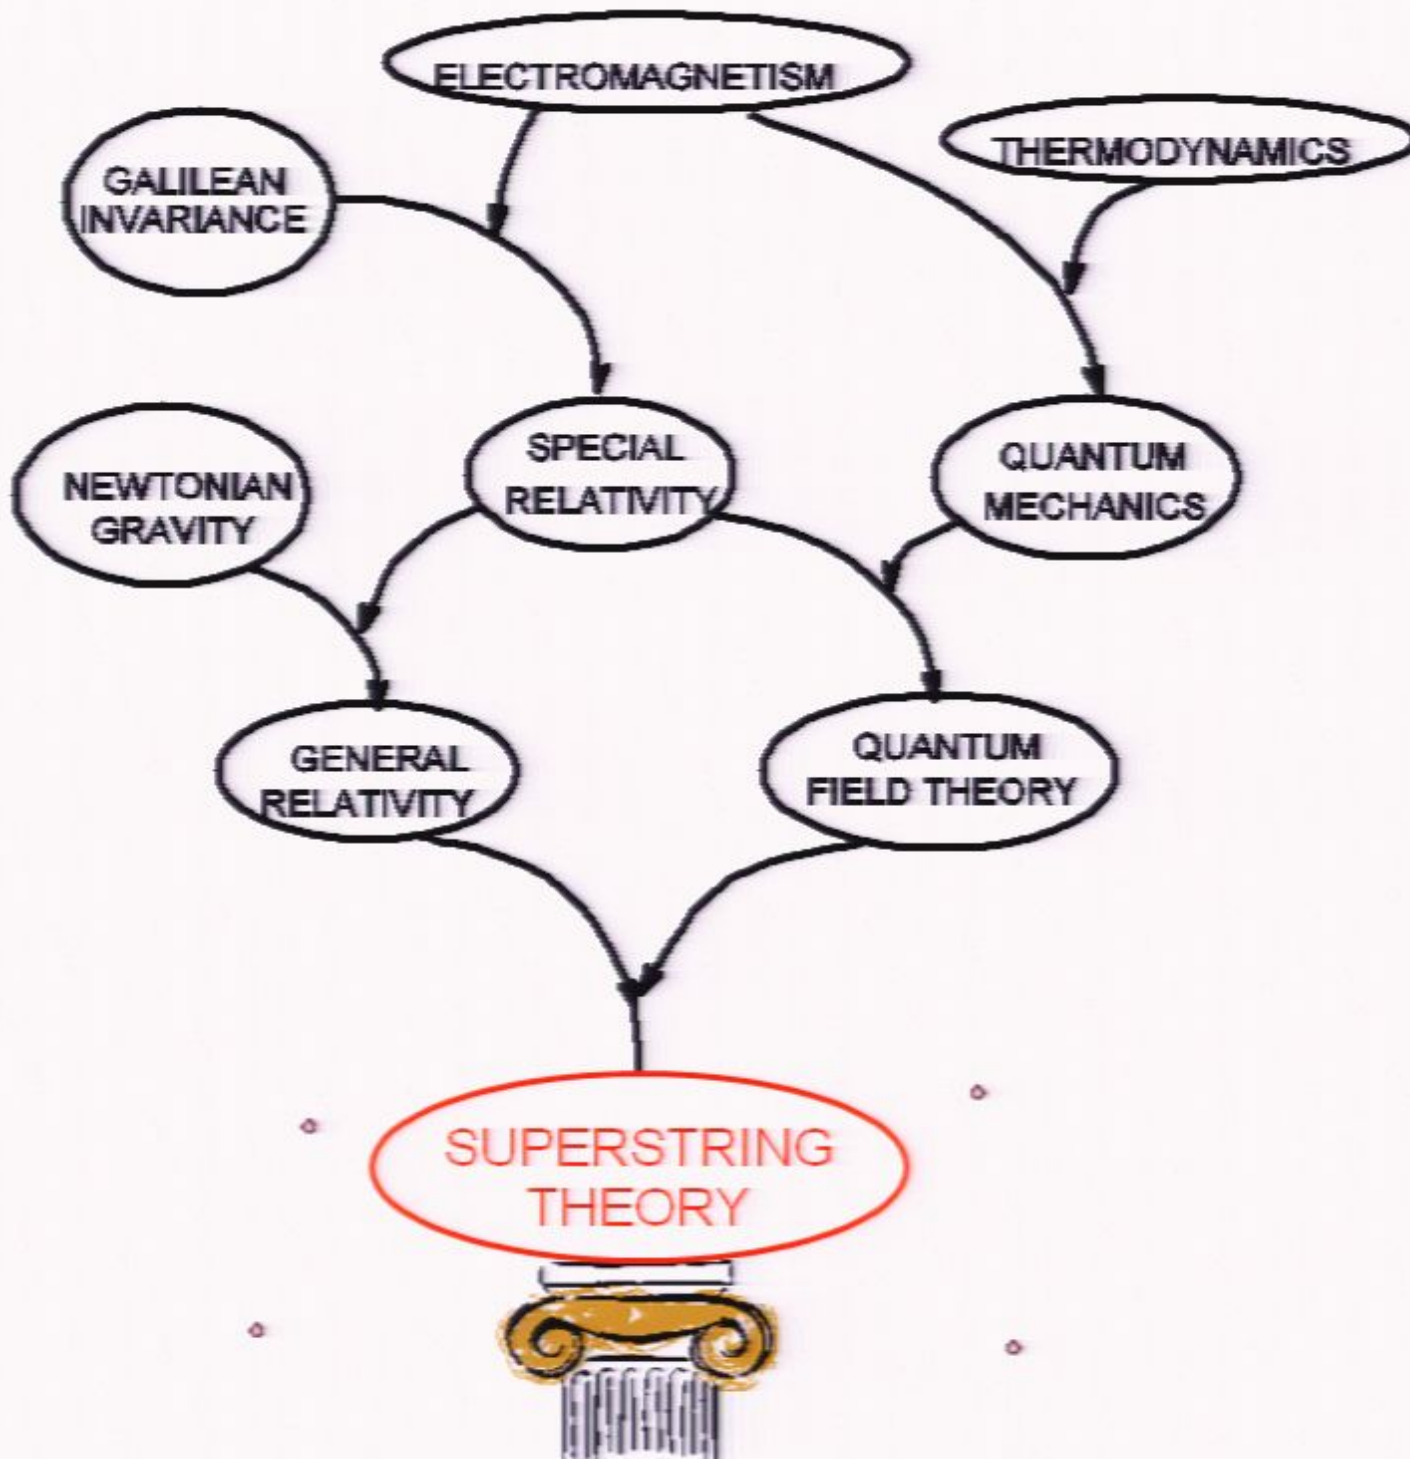 ELECTROMAGNETISM
THERMODYNAMICS
GALILEAN
INVARIANCE
NEWTONIAN
GRAVITY
SPECIAL
RELATIVITY
QUANTUM
MECHANICS
GENERAL
RELATIVITY
QUANTUM
FIELD THEORY
SUPERSTRING
THEORY